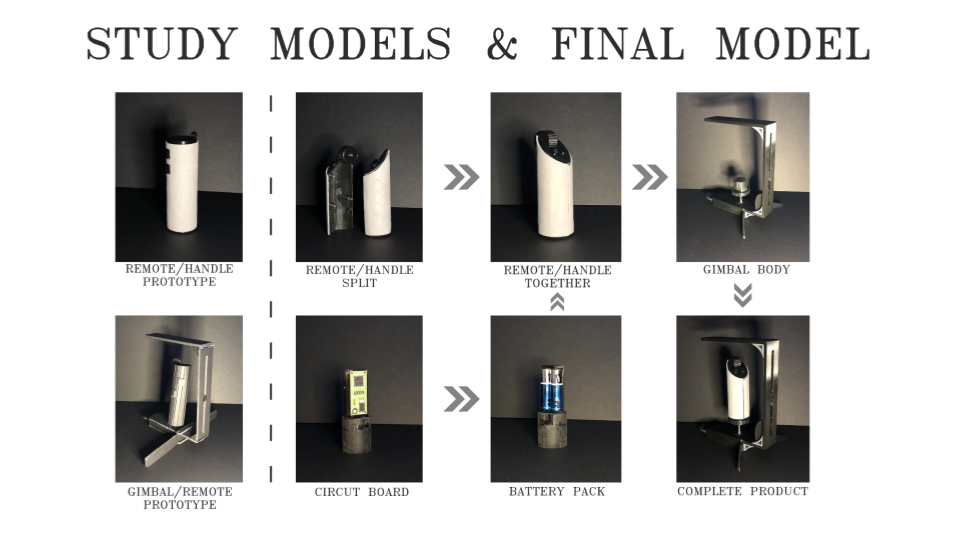 STUDY MODELS & FINAL MODEL
REMOTE/HANDLE
PROTOTYPE
REMOTE/HANDLE
SPLIT
REMOTE/HANDLE
TOGETHER
GIMBAL BODY
GIMBAL/REMOTE
PROTOTYPE
CIRCUT BOARD
BATTERY PACK
COMPLETE PRODUCT